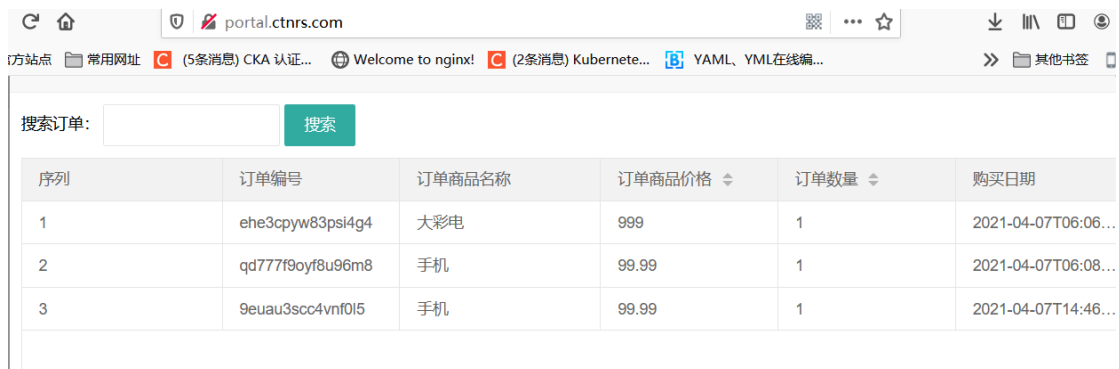 portal.ctnrs.com
官方站点 常用网址 C (5条消息) CKA 认证... Welcome to nginx! C (2条消息) Kubernete... [B] YAML、YML在线编... 其他书签
搜索订单： 搜索
序列 订单编号 订单商品名称 订单商品价格 订单数量 购买日期
1 ehe3cpyw83psi4g4 大彩电 999 1 2021-04-07T06:06...
2 qd777f9oyf8u96m8 手机 99.99 1 2021-04-07T06:08...
3 9euau3scc4vnf0l5 手机 99.99 1 2021-04-07T14:46...